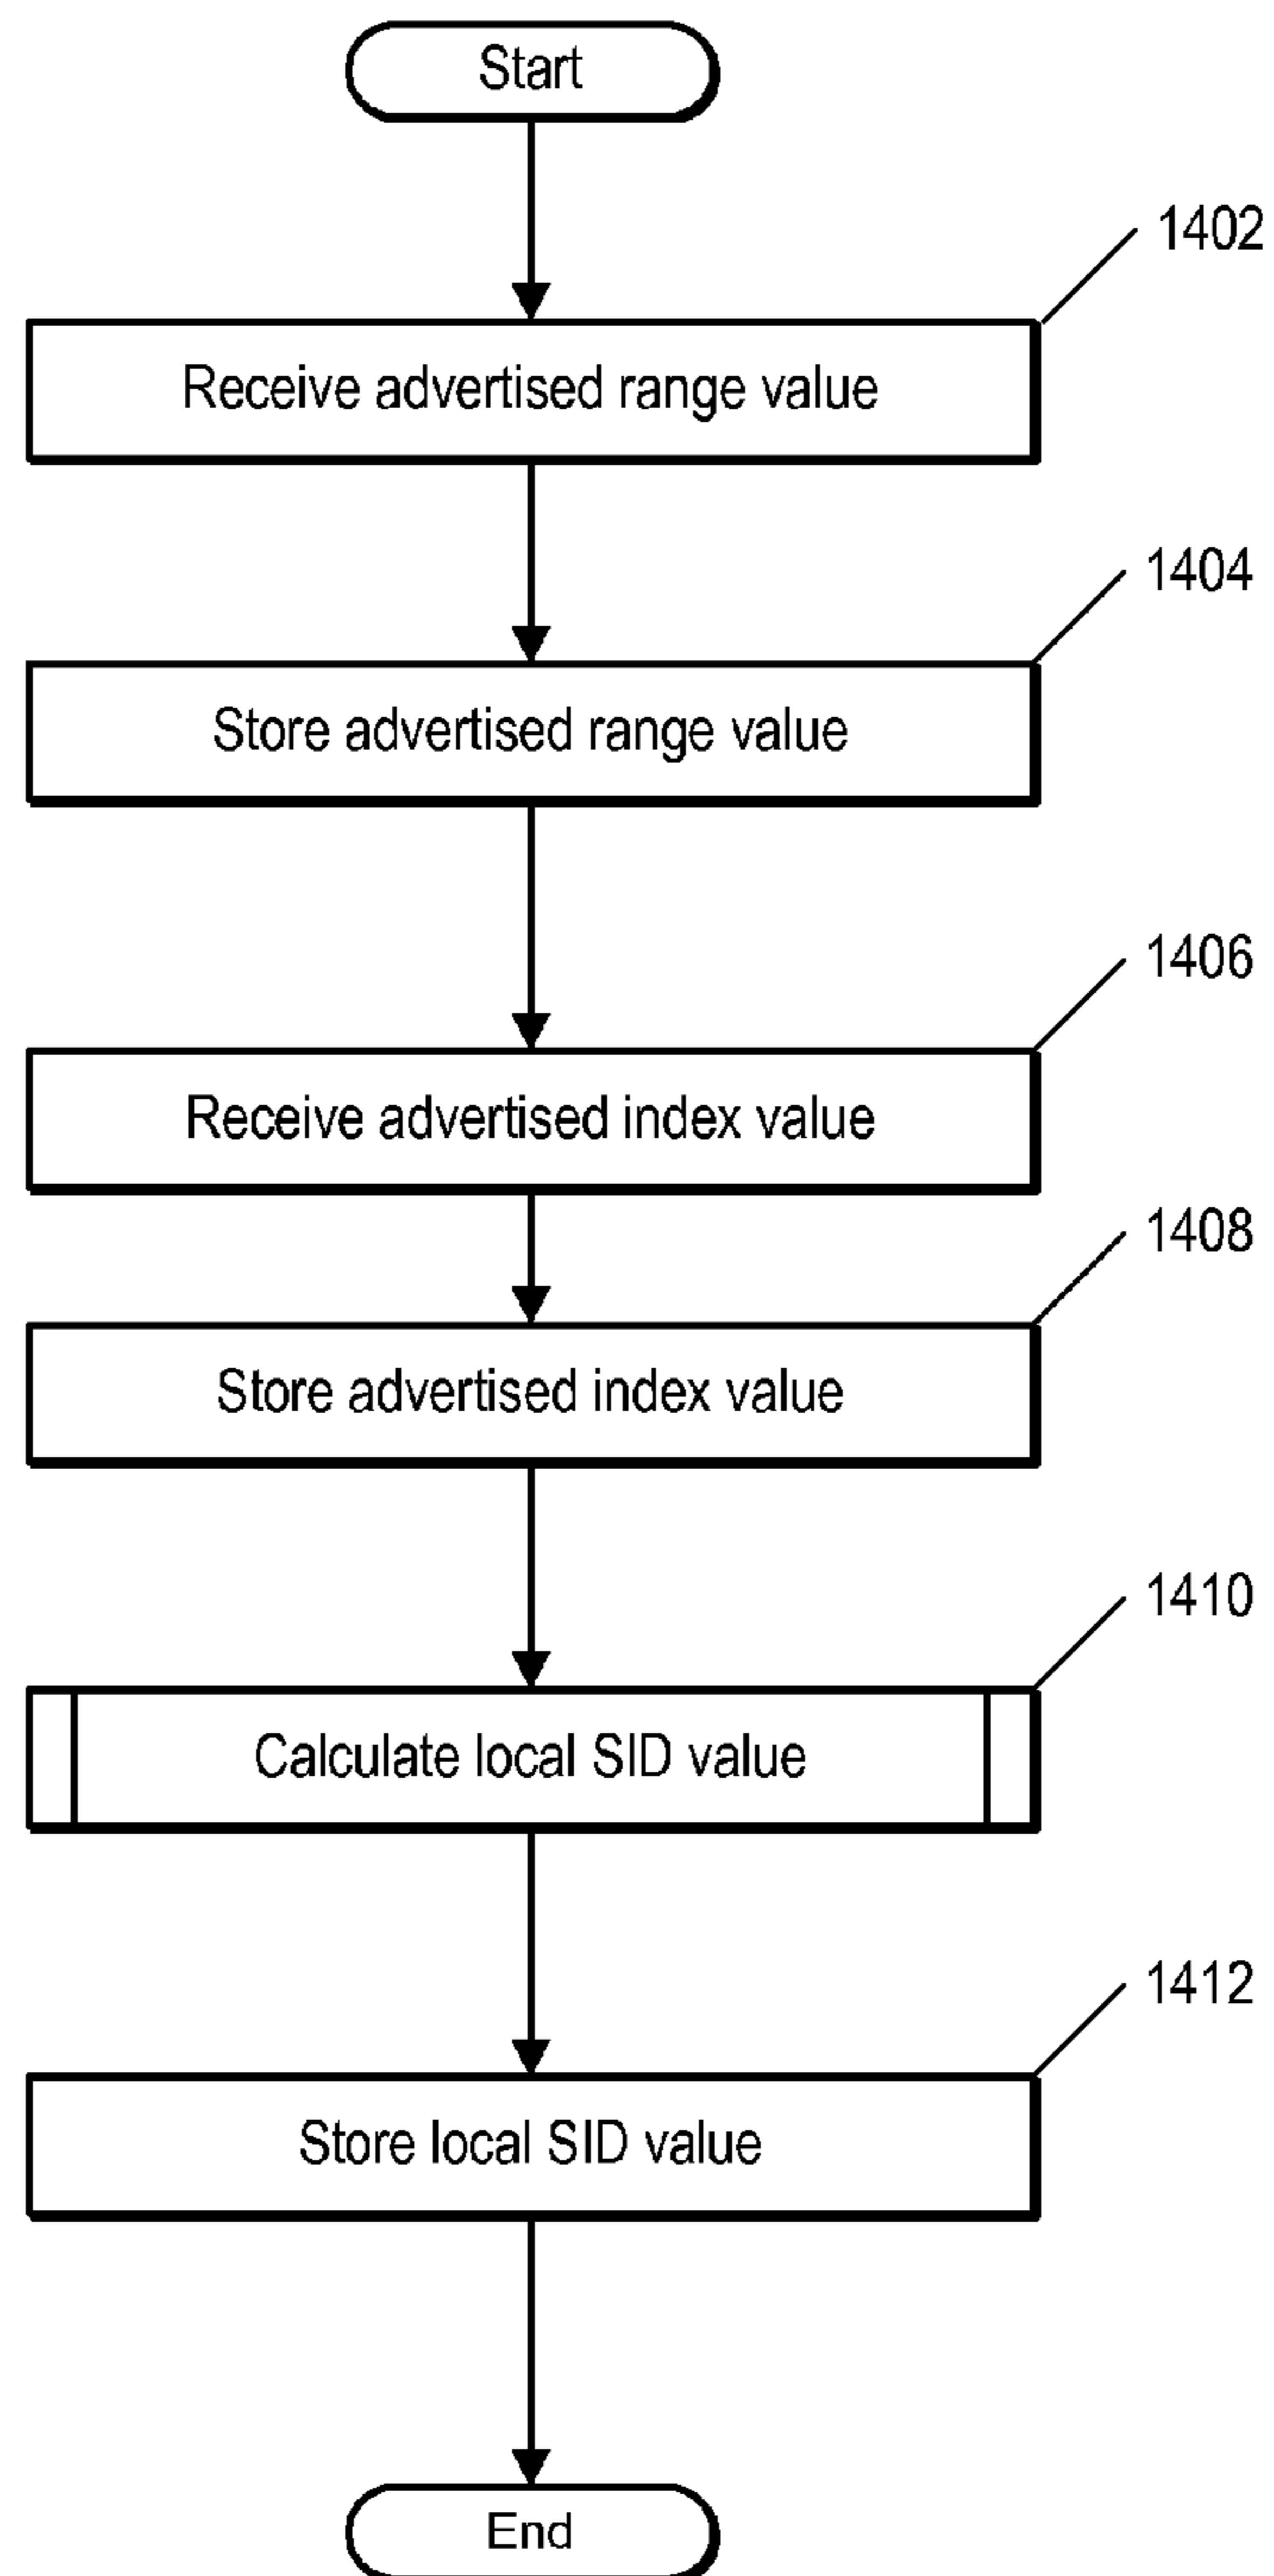 Start
1402
Receive advertised range value
1404
Store advertised range value
1406
Receive advertised index value
1408
Store advertised index value
1410
Calculate local SID value
1412
Store local SID value
End